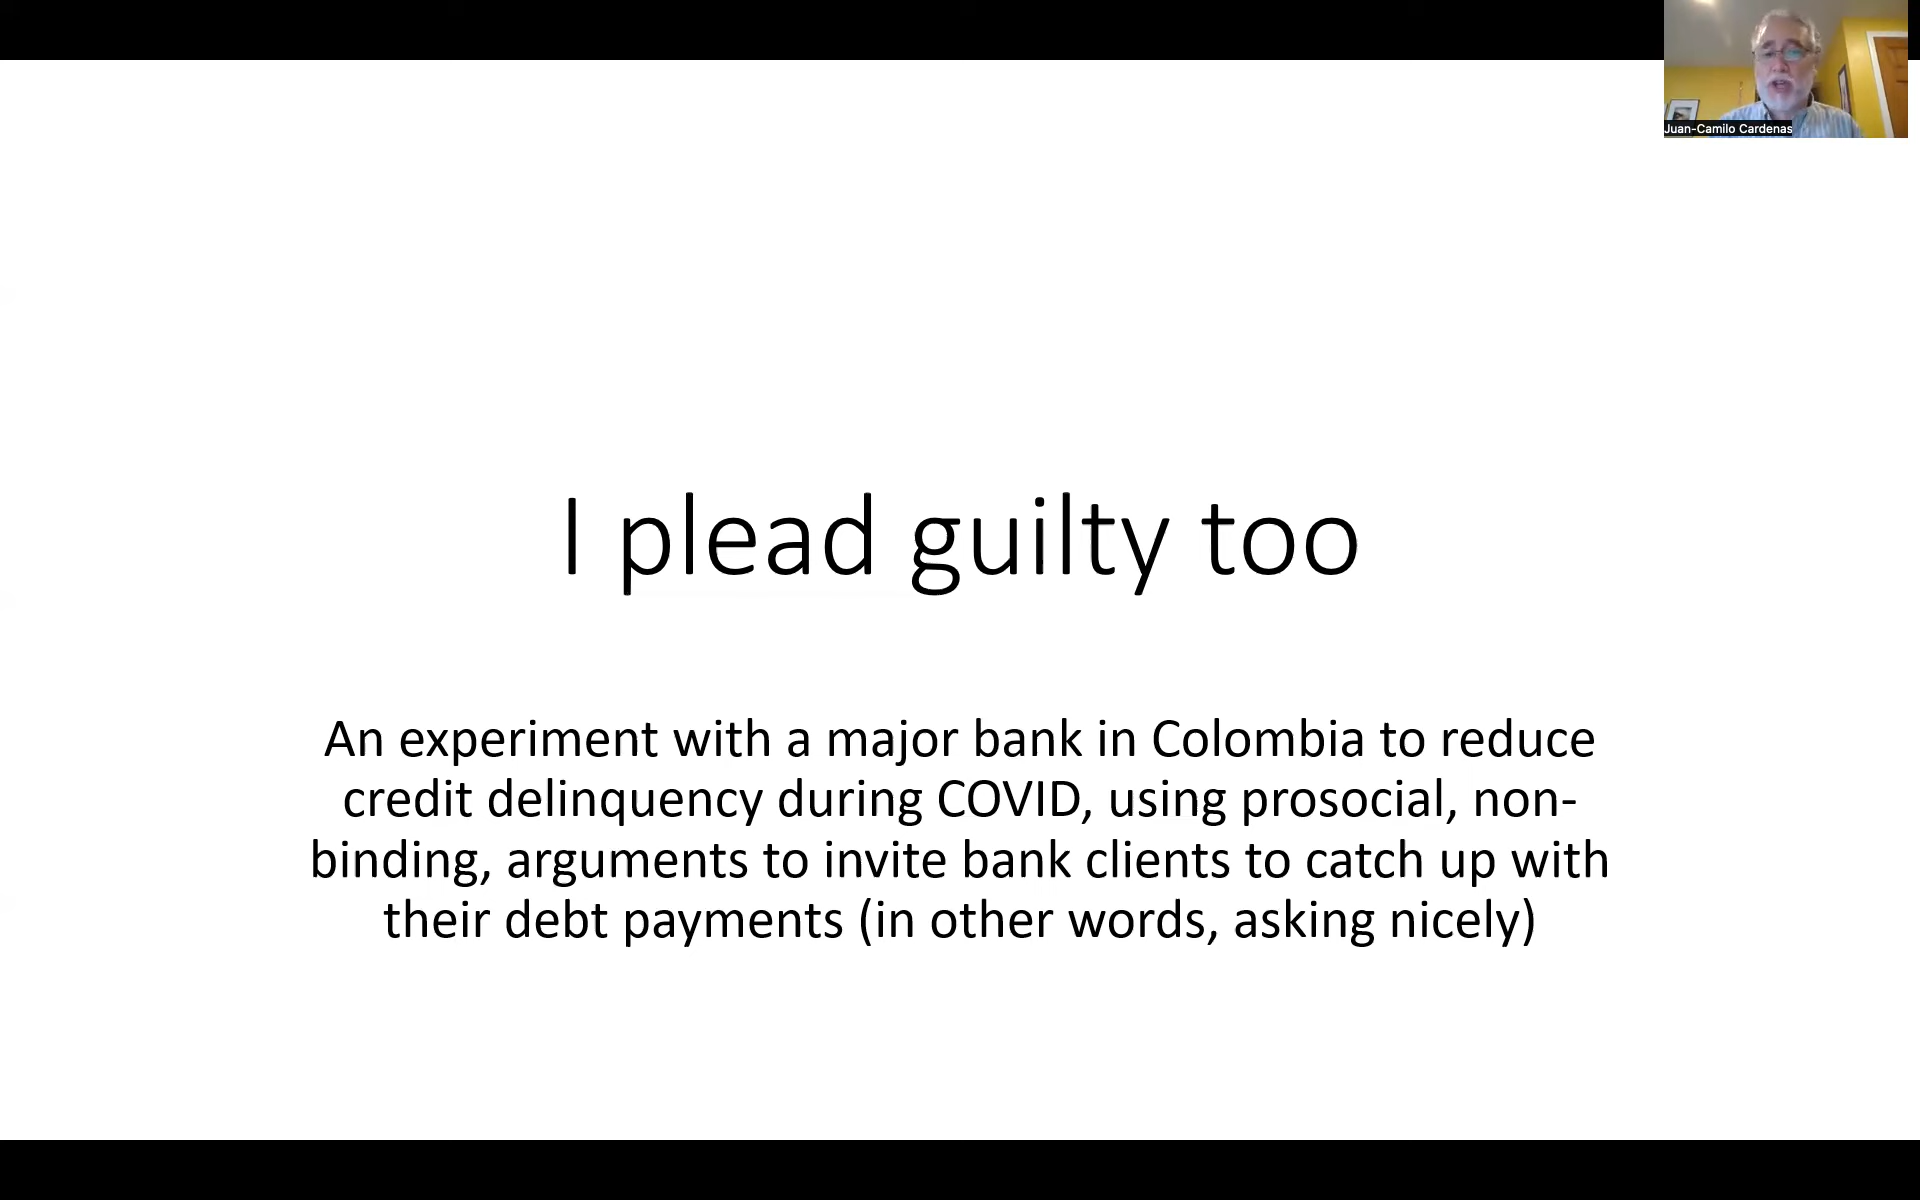 Juan-Camilo Cardenas
I plead guilty too
An experiment with a major bank in Colombia to reduce
credit delinquency during COVID, using prosocial, non-
binding, arguments to invite bank clients to catch up with
their debt payments (in other words, asking nicely)